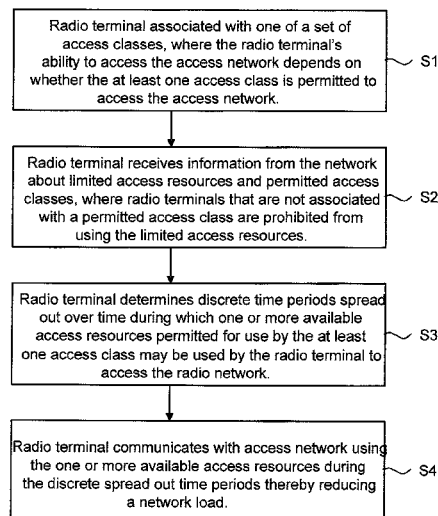 Radio terminal associated with one of a set of
access classes, where the radio terminal's
ability to access the access network depends on
whether the at least one access class is permitted to
access the access network.
S1
Radio terminal receives information from the network
about limited access resources and permitted access
classes, where radio terminals that are not associated
with a permitted access class are prohibited from
using the limited access resources.
S2
Radio terminal determines discrete time periods spread
out over time during which one or more available
access resources permitted for use by the at least
one access class may be used by the radio terminal to
access the radio network.
S3
Radio terminal communicates with access network using
the one or more available access resources during
the discrete spread out time periods thereby reducing
a network load.
S4